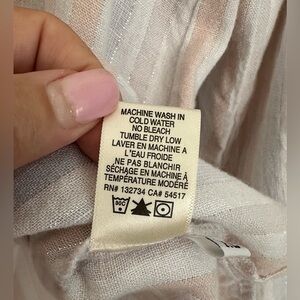 MACHINE WASH IN
COLD WATER
NO BLEACH
TUMBLE DRY LOW
LAVER EN MACHINE A
L'EAU FROIDE
NE PAS BLANCHIR
SÉCHAGE EN MACHINE À
TEMPÉRATURE MODÉRÉ
RN# 132734 CA# 54517
30C